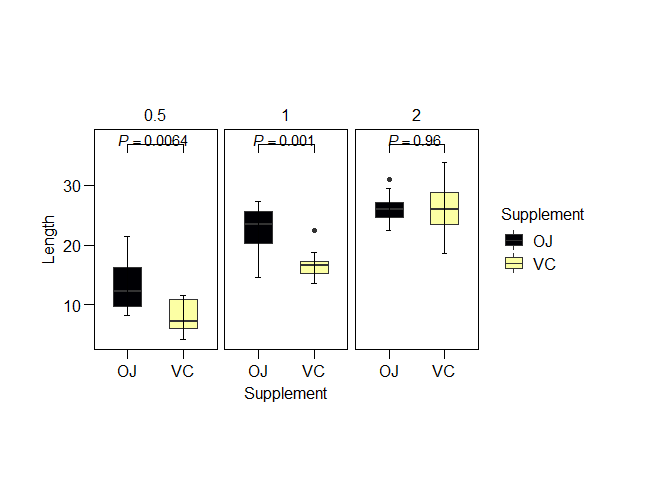 0.5 1 2
P = 0.0064 P = 0.001 P = 0.96
Length
30
20
10
OJ VC OJ VC OJ VC
Supplement
Supplement
OJ
VC